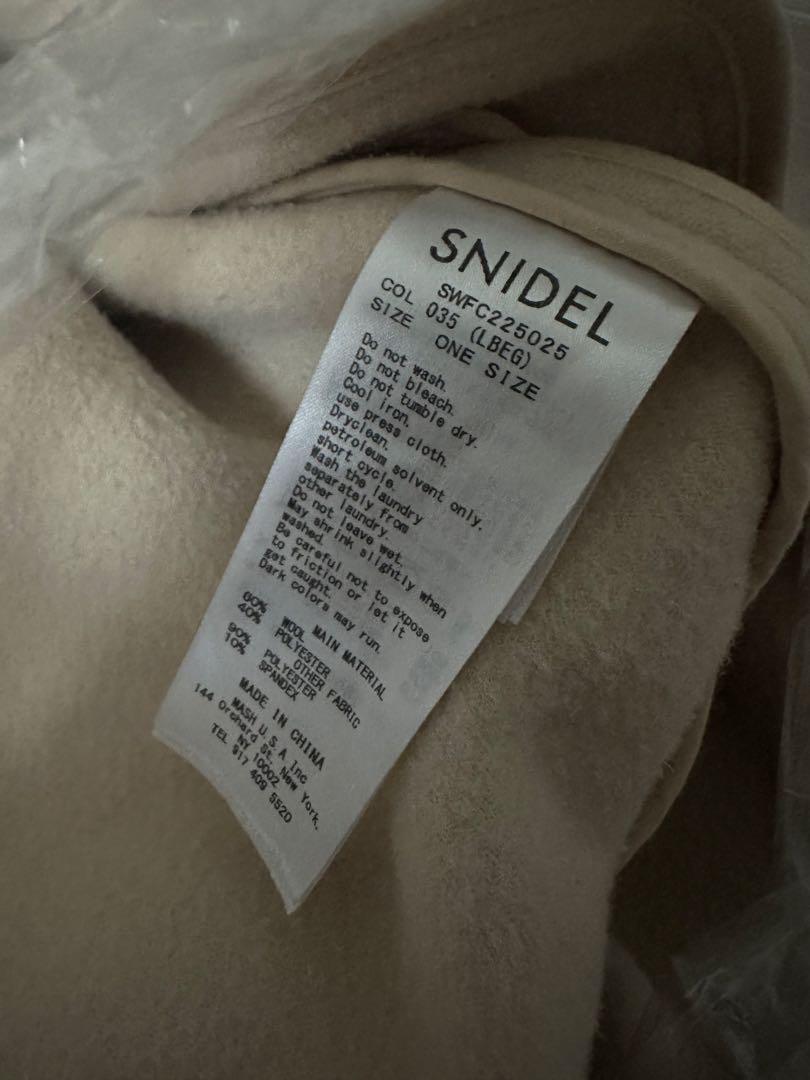 SNIDEL
SWFC225025
COL 035 (LBEG)
SIZE ONE SIZE
Do not wash.
Do not bleach.
Do not tumble dry.
Cool iron.
use press cloth.
Dryclean.
petroleum solvent only.
short cycle.
Wash the laundry
separately from
other laundry.
Do not leave wet.
May shrink slightly when
washed.
Be careful not to expose
to friction or let it
get caught.
Dark colors may run.
60% WOOL MAIN MATERIAL
40% POLYESTER
OTHER FABRIC
90% POLYESTER
10% SPANDEX
MADE IN CHINA
MASH U.S.A Inc
144 orchard St. New York.
NY 10002
TEL 917 409 5520